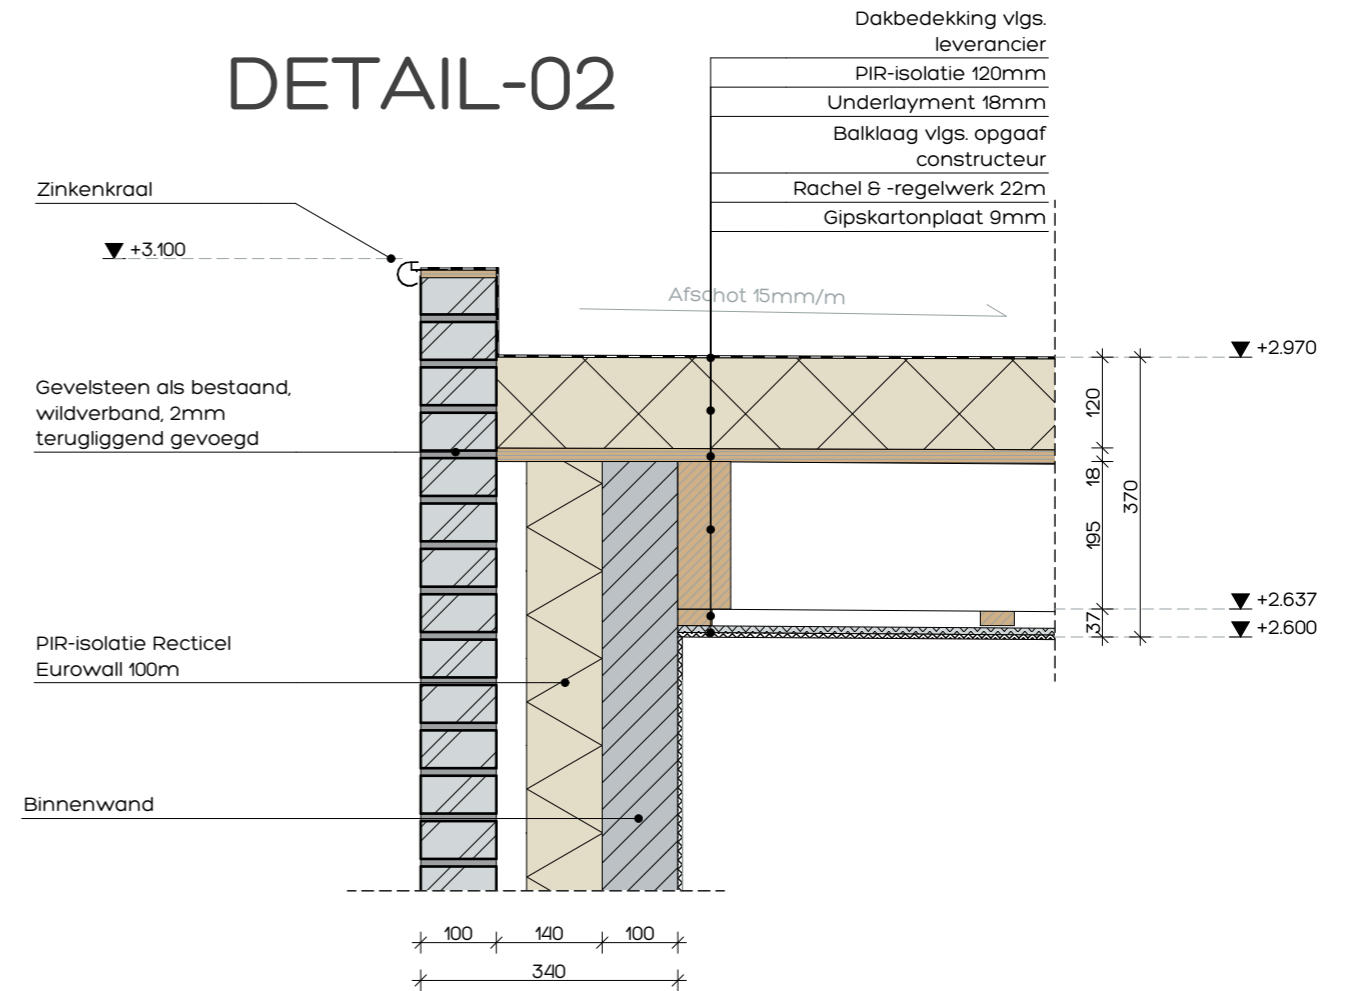 DETAIL-02
Dakbedekking vlgs.
leverancier
PIR-isolatie 120mm
Underlayment 18mm
Balklaag vlgs. opgaaf
constructeur
Rachel & -regelwerk 22m
Gipskartonplaat 9mm
Zinkenkraal
+3.100
Afschot 15mm/m
+2.970
Gevelsteen als bestaand,
wildverband, 2mm
terugliggend gevoegd
120
18
370
195
+2.637
37
+2.600
PIR-isolatie Recticel
Eurowall 100m
Binnenwand
100 140 100
340